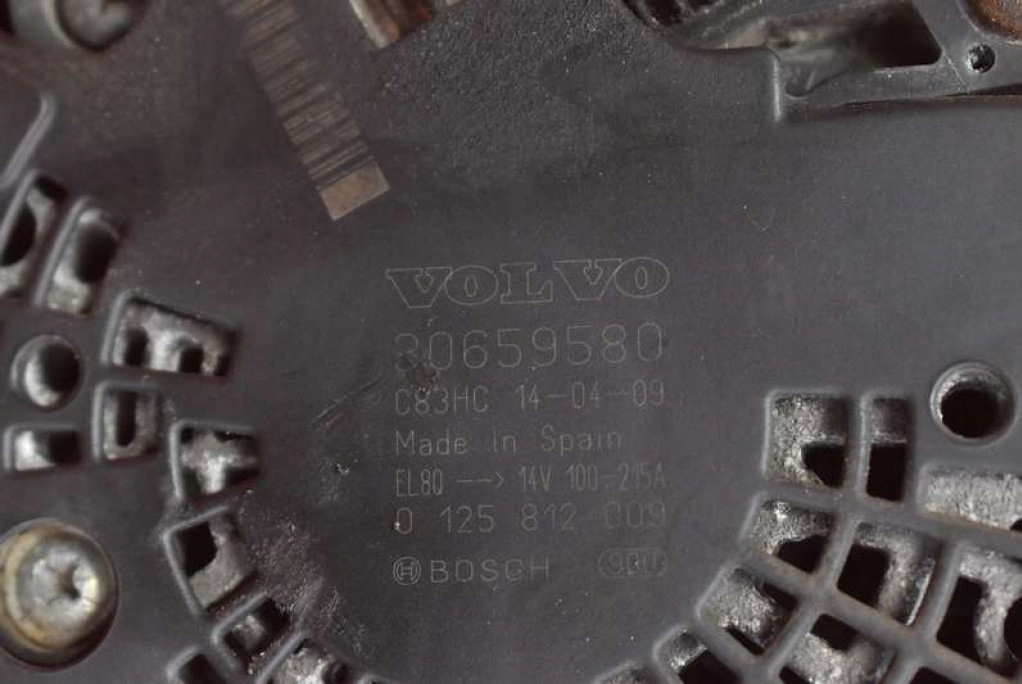 VOLVO
30659580
C83HC 14-04-09
Made in Spain
EL80 --> 14V 100-215A
0 125 812 009
BOSCH